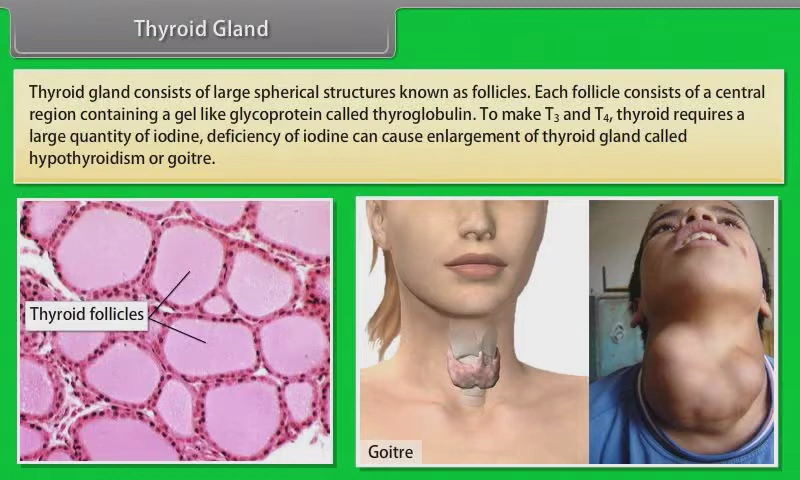 Thyroid Gland
Thyroid gland consists of large spherical structures known as follicles. Each follicle consists of a central
region containing a gel like glycoprotein called thyroglobulin. To make T₃ and T₄, thyroid requires a
large quantity of iodine, deficiency of iodine can cause enlargement of thyroid gland called
hypothyroidism or goitre.
Thyroid follicles
Goitre